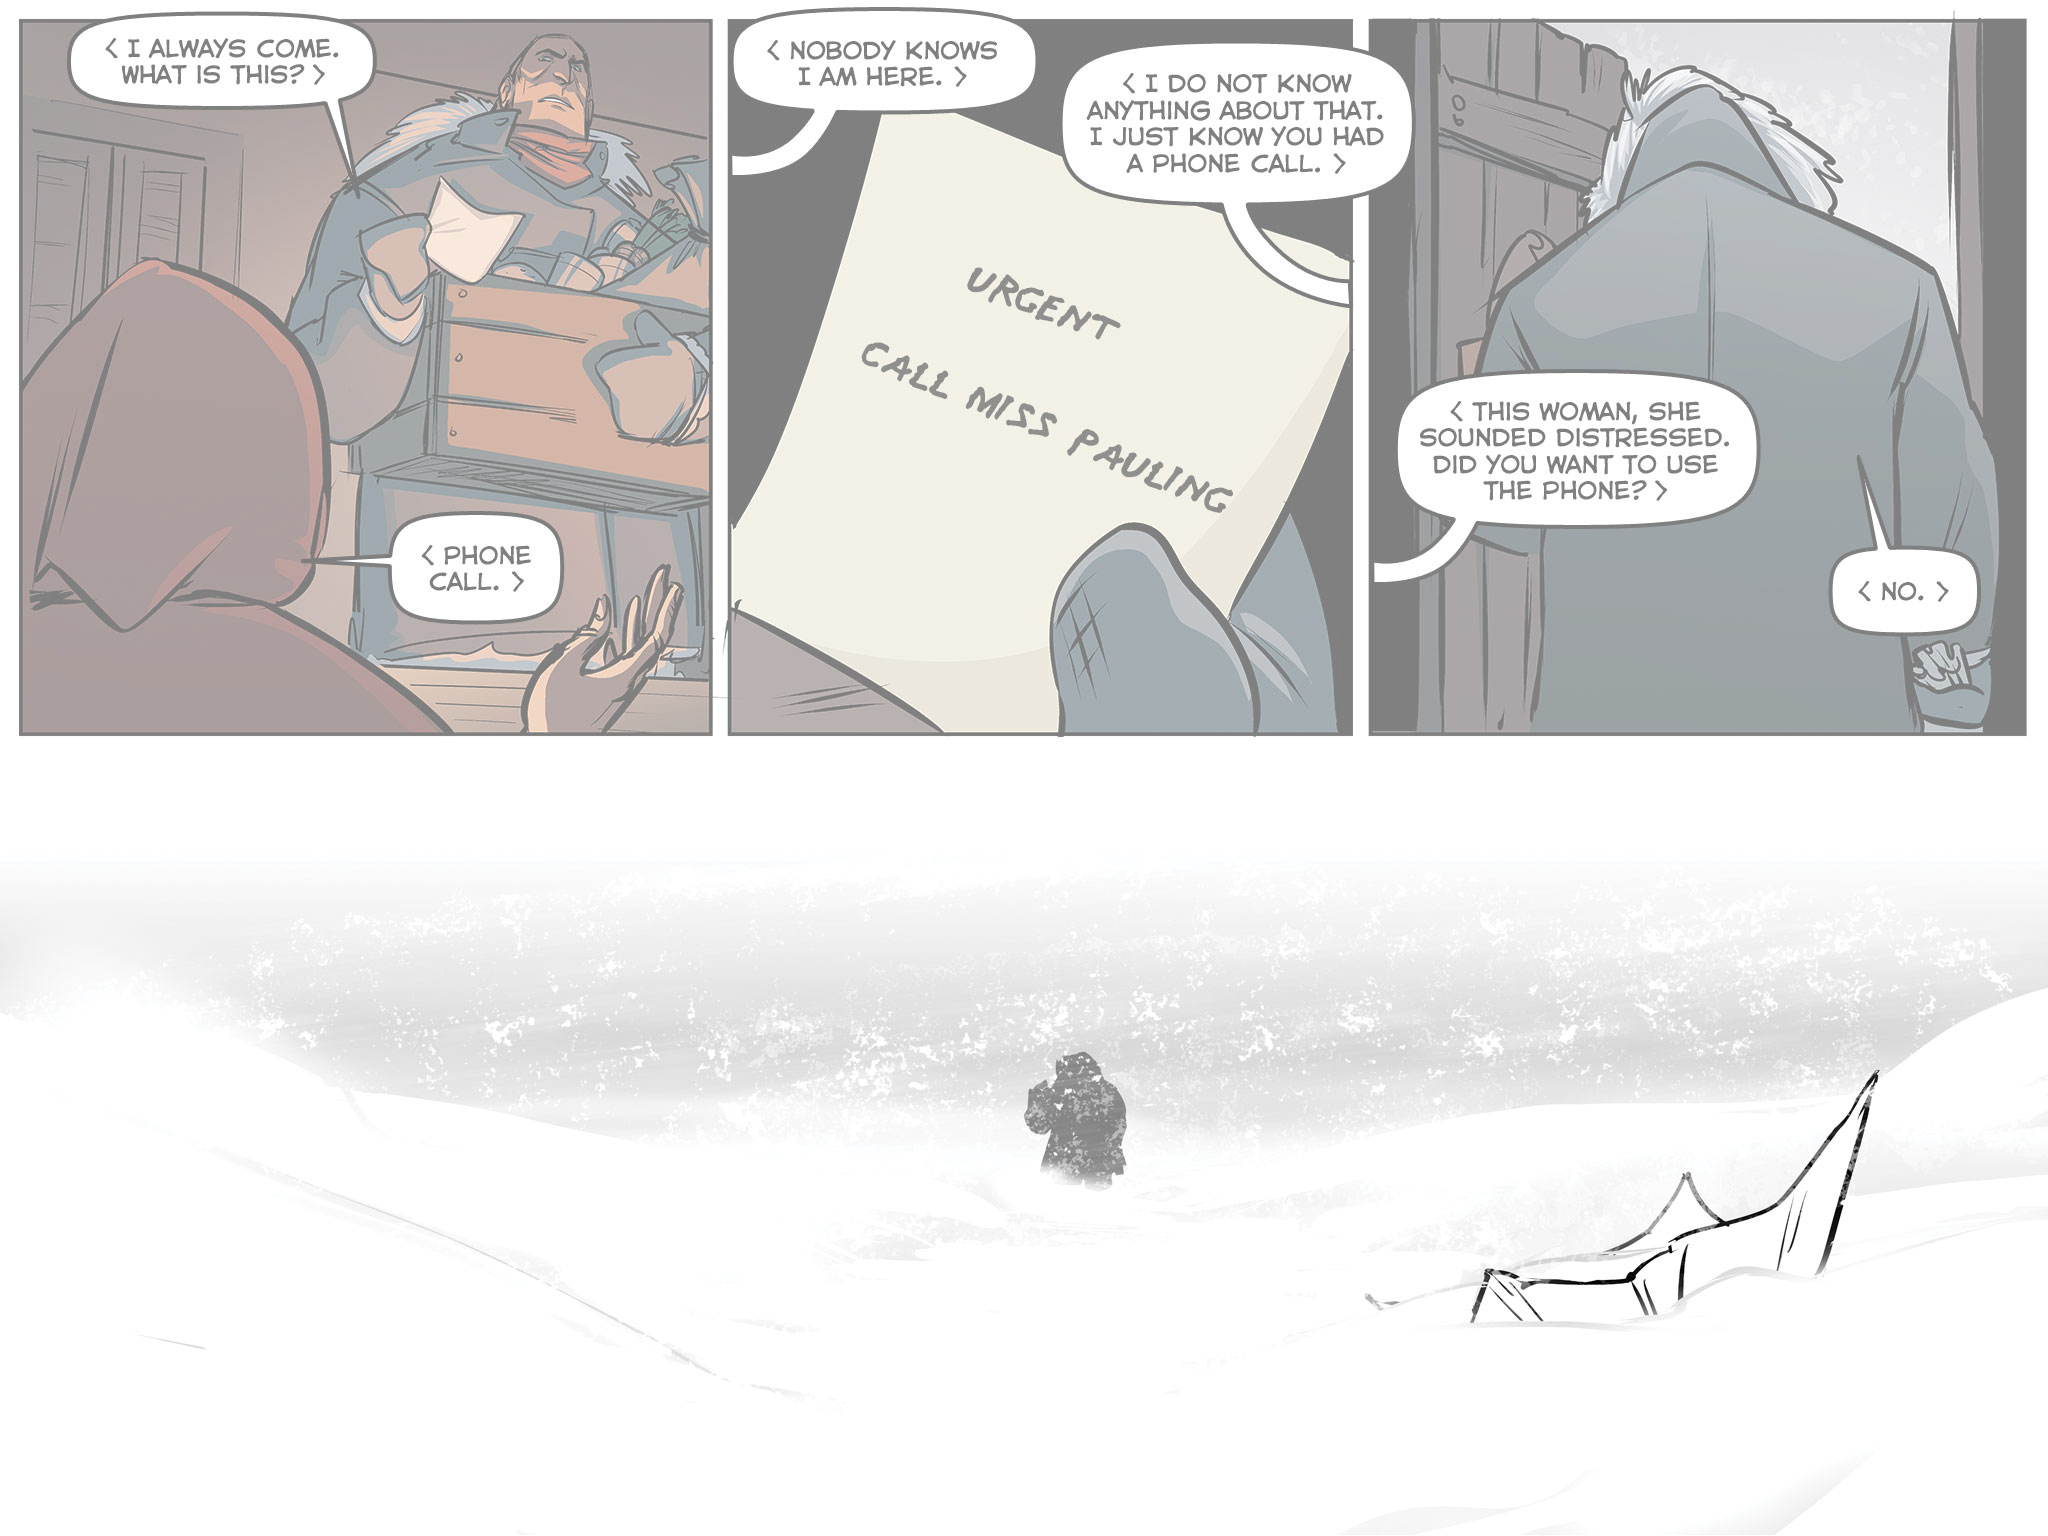 < I ALWAYS COME.
WHAT IS THIS? >
< PHONE
CALL. >
< NOBODY KNOWS
I AM HERE. >
< I DO NOT KNOW
ANYTHING ABOUT THAT.
I JUST KNOW YOU HAD
A PHONE CALL. >
URGENT
CALL MISS PAULING
< THIS WOMAN, SHE
SOUNDED DISTRESSED.
DID YOU WANT TO USE
THE PHONE? >
< NO. >